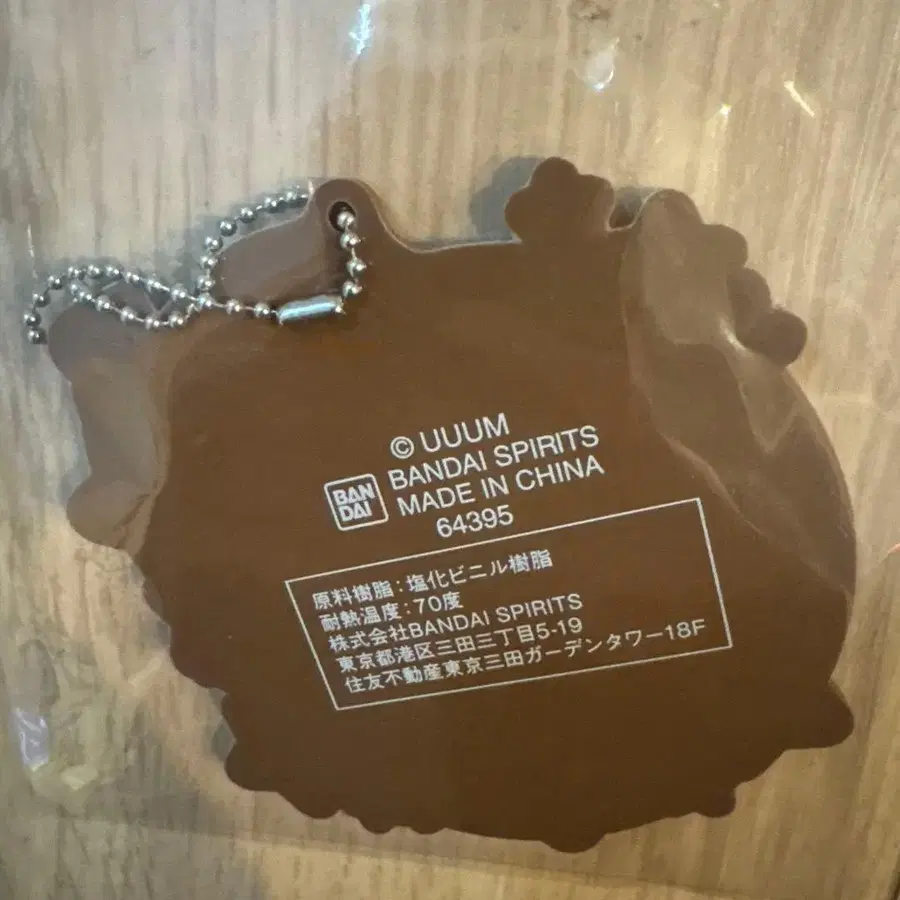 © UUUM
BANDAI SPIRITS
MADE IN CHINA
64395
BAN
DAI
原料樹脂:塩化ビニル樹脂
耐熱温度:70度
株式会社BANDAI SPIRITS
東京都港区三田三丁目5-19
住友不動産東京三田ガーデンタワー18F